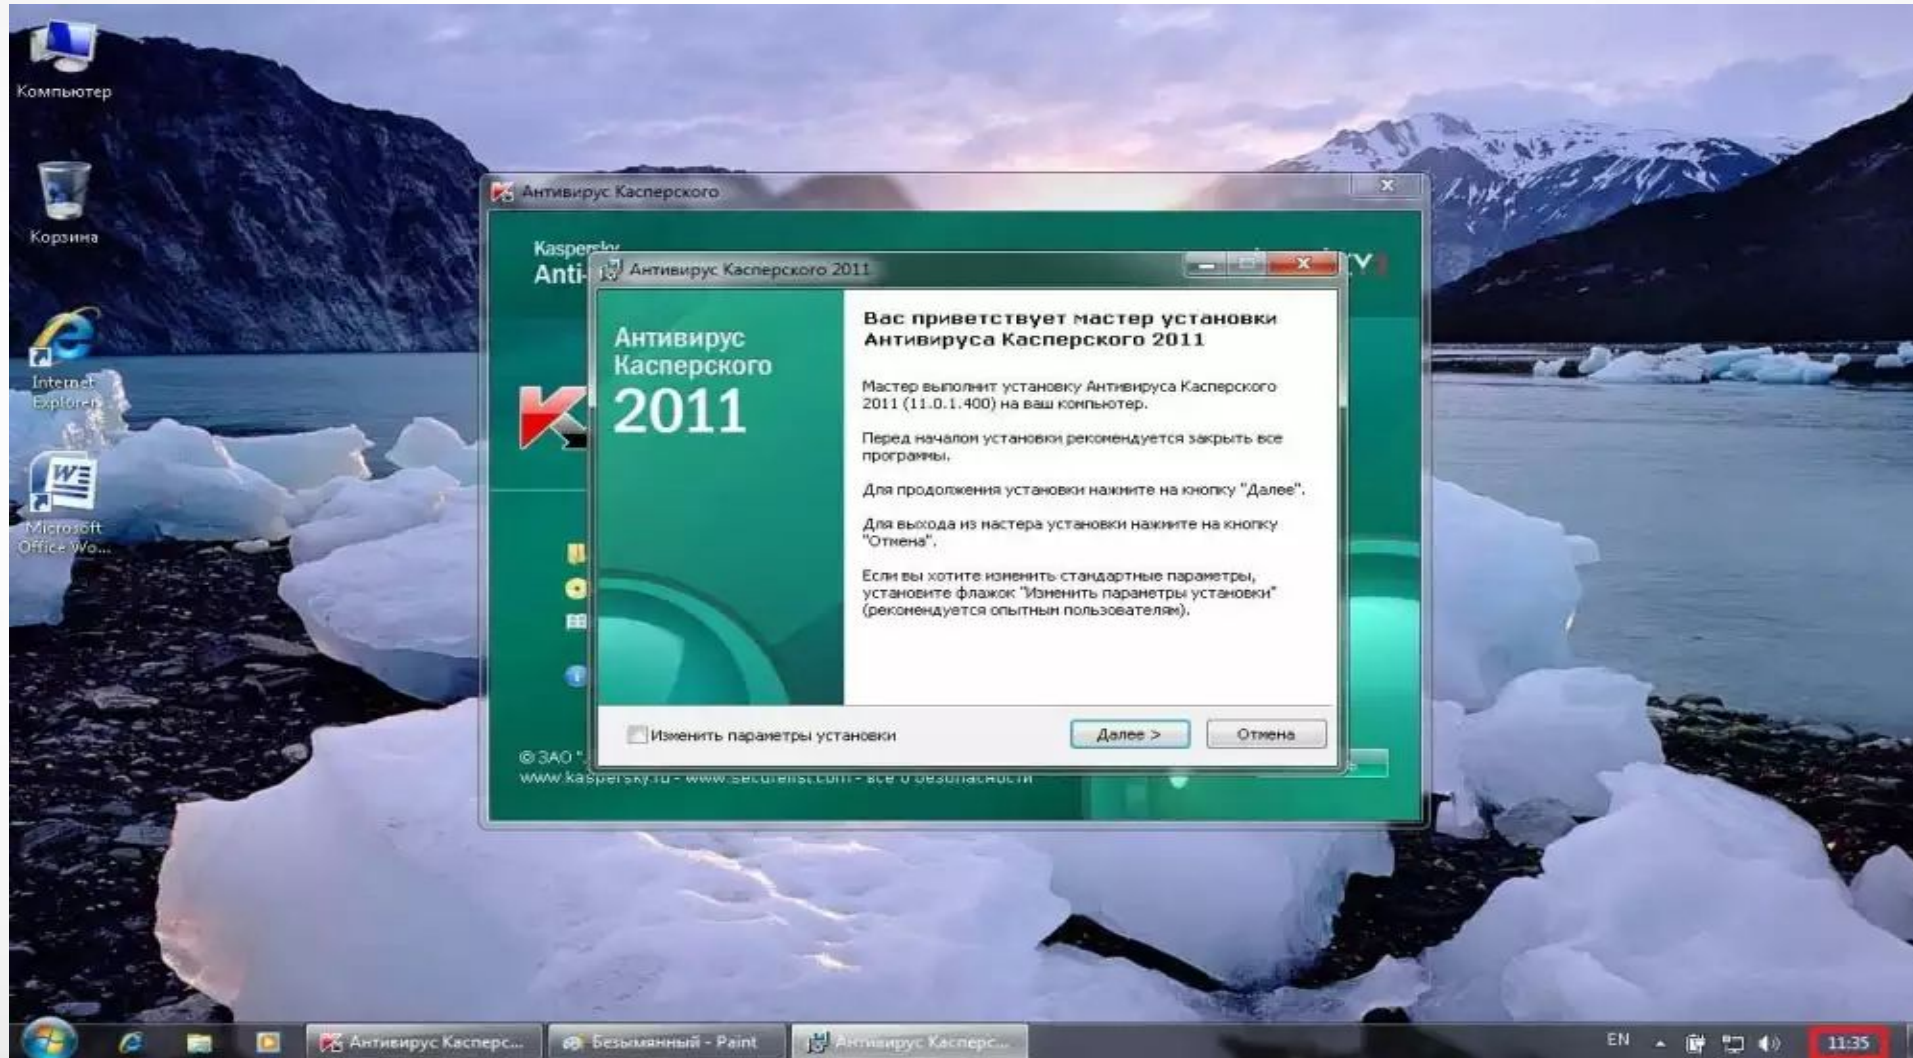 Компьютер
Корзина
Internet
Explorer
Microsoft
Office Wo...
Антивирус Касперского
Kaspersky
Anti-
Антивирус Касперского 2011
Антивирус
Касперского
2011
Вас приветствует мастер установки
Антивируса Касперского 2011
Мастер выполнит установку Антивируса Касперского
2011 (11.0.1.400) на ваш компьютер.
Перед началом установки рекомендуется закрыть все
программы.
Для продолжения установки нажмите на кнопку "Далее".
Для выхода из мастера установки нажмите на кнопку
"Отмена".
Если вы хотите изменить стандартные параметры,
установите флажок "Изменить параметры установки"
(рекомендуется опытным пользователям).
Изменить параметры установки
Далее >
Отмена
© ЗАО "
www.kaspersky.ru - www.securelist.com - все о безопасности
Антивирус Касперс...
Безымянный - Paint
Антивирус Касперс...
EN
11:35